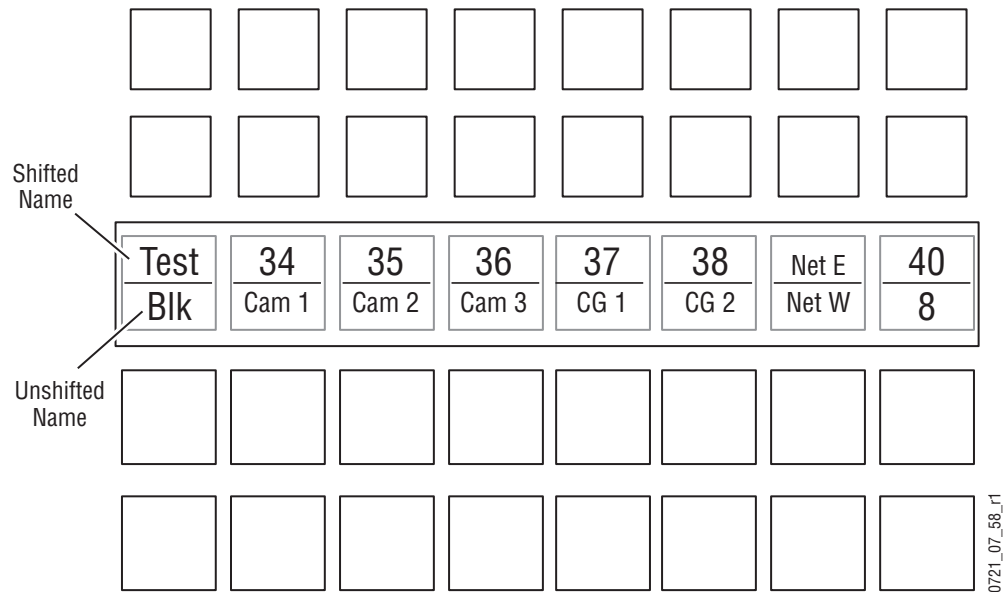 Shifted
Name
Test 34 35 36 37 38 Net E 40
Blk Cam 1 Cam 2 Cam 3 CG 1 CG 2 Net W 8
Unshifted
Name
0721_07_58_r1